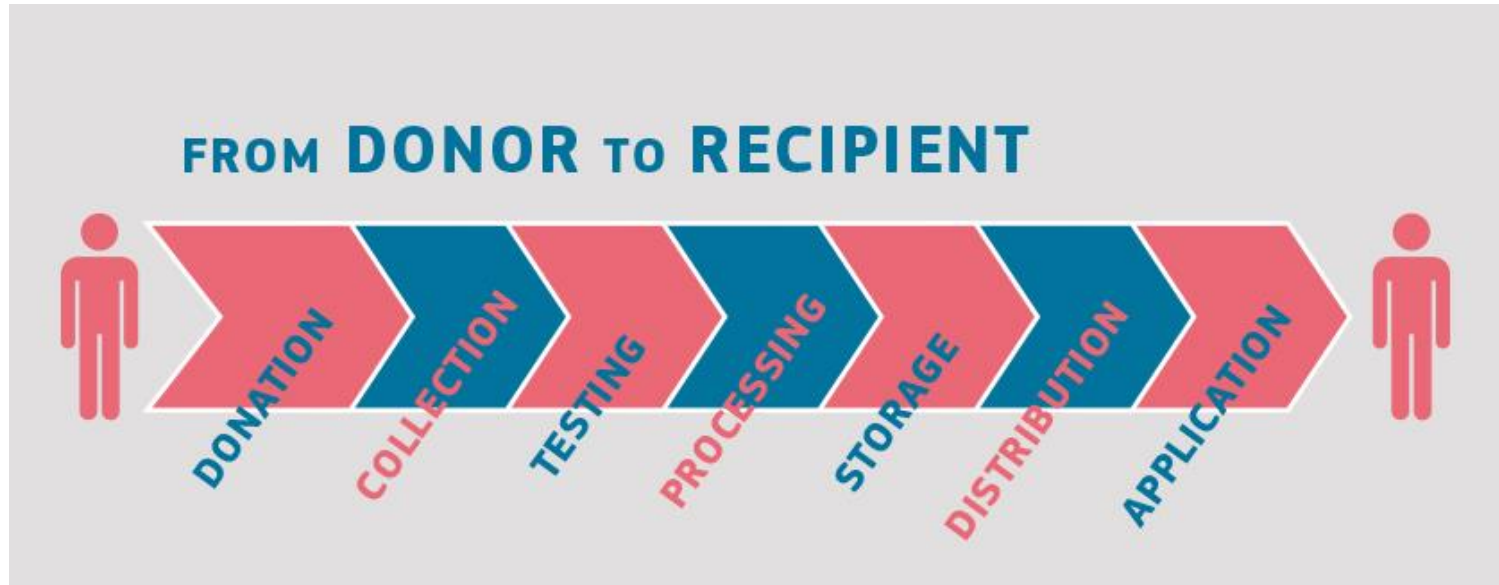 FROM DONOR TO RECIPIENT
DONATION
COLLECTION
TESTING
PROCESSING
STORAGE
DISTRIBUTION
APPLICATION